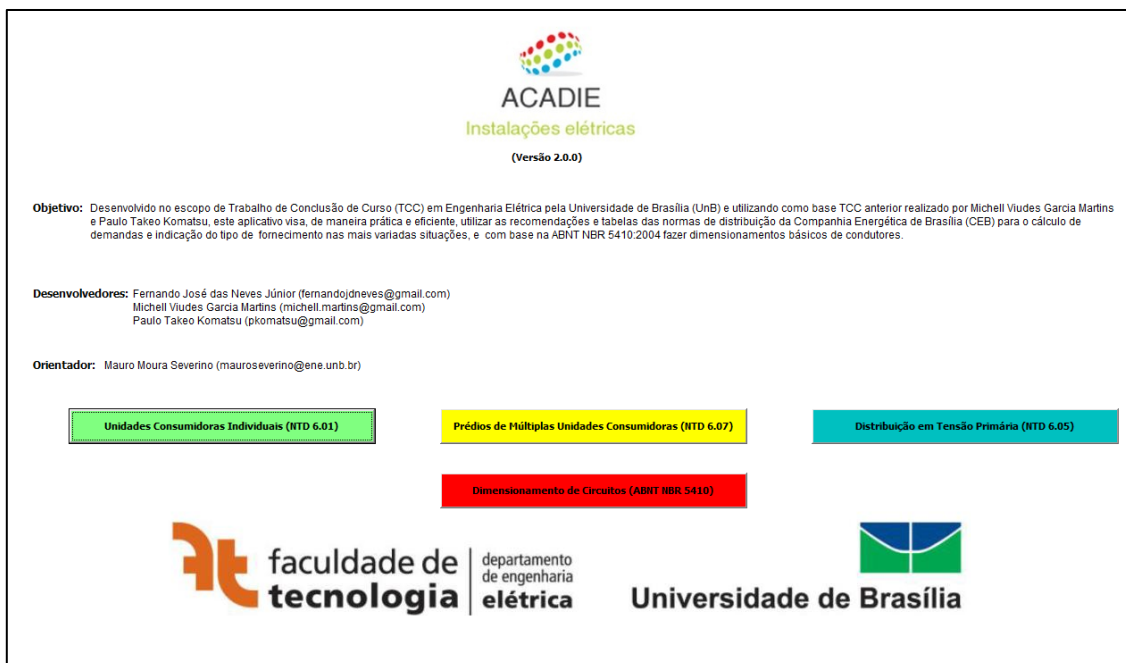 ACADIE
Instalações elétricas
(Versão 2.0.0)
Objetivo: Desenvolvido no escopo de Trabalho de Conclusão de Curso (TCC) em Engenharia Elétrica pela Universidade de Brasília (UnB) e utilizando como base TCC anterior realizado por Michell Viudes Garcia Martins
e Paulo Takeo Komatsu, este aplicativo visa, de maneira prática e eficiente, utilizar as recomendações e tabelas das normas de distribuição da Companhia Energética de Brasília (CEB) para o cálculo de
demandas e indicação do tipo de fornecimento nas mais variadas situações, e com base na ABNT NBR 5410:2004 fazer dimensionamentos básicos de condutores.
Desenvolvedores: Fernando José das Neves Júnior (fernandojdneves@gmail.com)
Michell Viudes Garcia Martins (michell.martins@gmail.com)
Paulo Takeo Komatsu (pkomatsu@gmail.com)
Orientador: Mauro Moura Severino (mauroseverino@ene.unb.br)
Unidades Consumidoras Individuais (NTD 6.01)
Prédios de Múltiplas Unidades Consumidoras (NTD 6.07)
Distribuição em Tensão Primária (NTD 6.05)
Dimensionamento de Circuitos (ABNT NBR 5410)
ft
faculdade de
tecnologia
departamento
de engenharia
elétrica
Universidade de Brasília